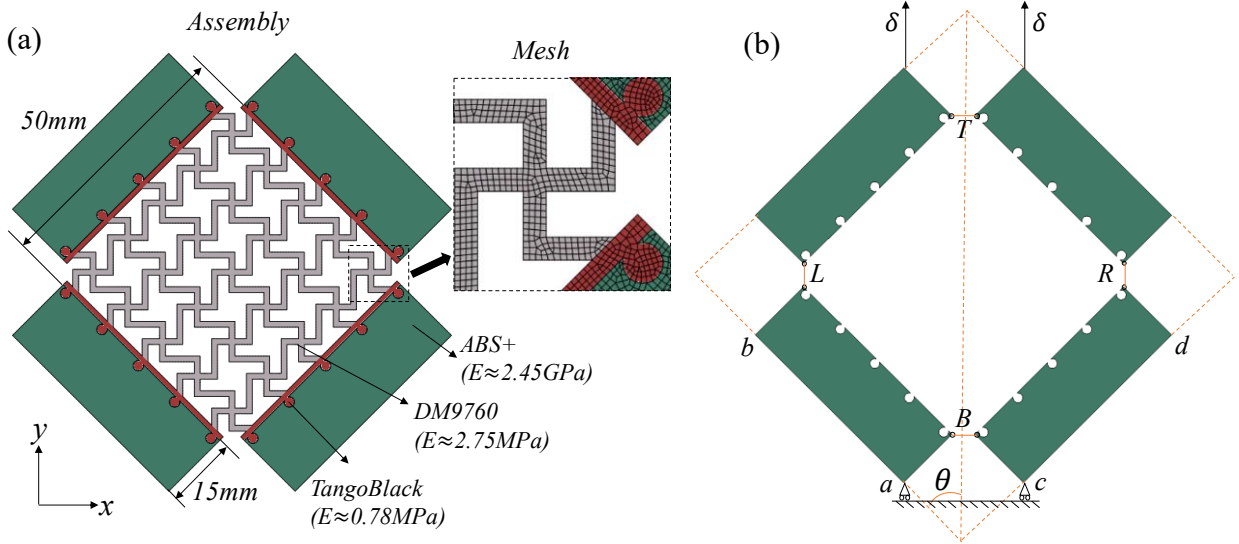 (a)
Assembly
Mesh
50mm
15mm
ABS+
(E≈2.45GPa)
DM9760
(E≈2.75MPa)
TangoBlack
(E≈0.78MPa)
y
x
(b)
δ
δ
T
L
R
B
b
d
a
θ
c